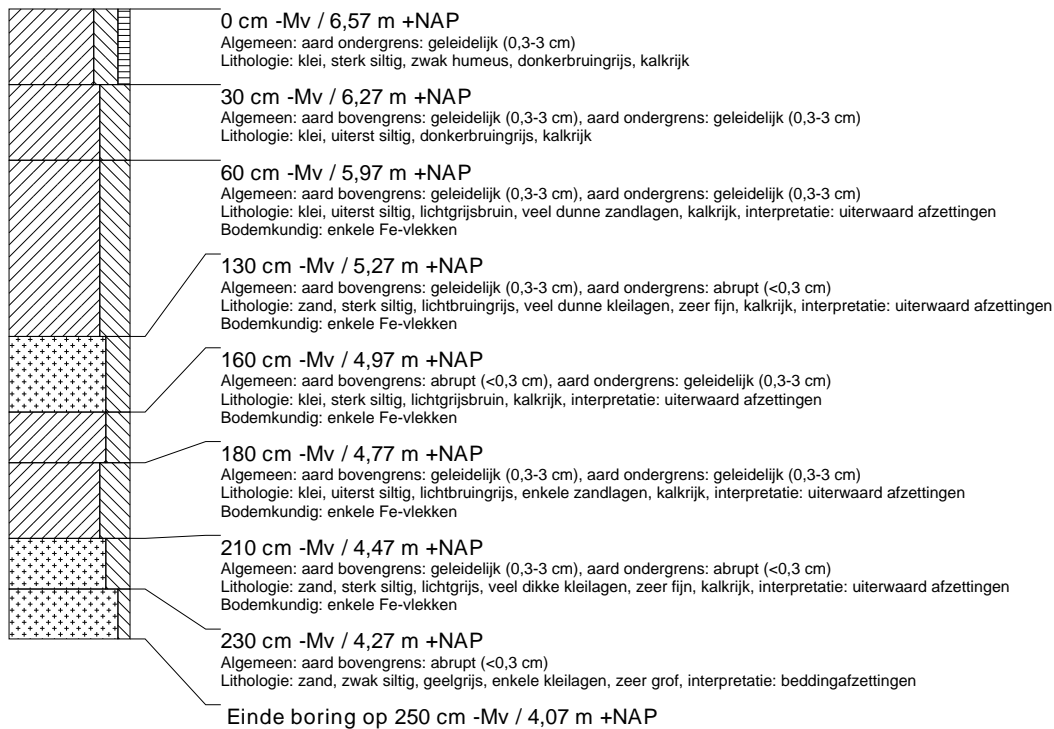 0 cm -Mv / 6,57 m +NAP
Algemeen: aard ondergrens: geleidelijk (0,3-3 cm)
Lithologie: klei, sterk siltig, zwak humeus, donkerbruingrijs, kalkrijk
30 cm -Mv / 6,27 m +NAP
Algemeen: aard bovengrens: geleidelijk (0,3-3 cm), aard ondergrens: geleidelijk (0,3-3 cm)
Lithologie: klei, uiterst siltig, donkerbruingrijs, kalkrijk
60 cm -Mv / 5,97 m +NAP
Algemeen: aard bovengrens: geleidelijk (0,3-3 cm), aard ondergrens: geleidelijk (0,3-3 cm)
Lithologie: klei, uiterst siltig, lichtgrijsbruin, veel dunne zandlagen, kalkrijk, interpretatie: uiterwaard afzettingen
Bodemkundig: enkele Fe-vlekken
130 cm -Mv / 5,27 m +NAP
Algemeen: aard bovengrens: geleidelijk (0,3-3 cm), aard ondergrens: abrupt (<0,3 cm)
Lithologie: zand, sterk siltig, lichtbruingrijs, veel dunne kleilagen, zeer fijn, kalkrijk, interpretatie: uiterwaard afzettingen
Bodemkundig: enkele Fe-vlekken
160 cm -Mv / 4,97 m +NAP
Algemeen: aard bovengrens: abrupt (<0,3 cm), aard ondergrens: geleidelijk (0,3-3 cm)
Lithologie: klei, sterk siltig, lichtgrijsbruin, kalkrijk, interpretatie: uiterwaard afzettingen
Bodemkundig: enkele Fe-vlekken
180 cm -Mv / 4,77 m +NAP
Algemeen: aard bovengrens: geleidelijk (0,3-3 cm), aard ondergrens: geleidelijk (0,3-3 cm)
Lithologie: klei, uiterst siltig, lichtbruingrijs, enkele zandlagen, kalkrijk, interpretatie: uiterwaard afzettingen
Bodemkundig: enkele Fe-vlekken
210 cm -Mv / 4,47 m +NAP
Algemeen: aard bovengrens: geleidelijk (0,3-3 cm), aard ondergrens: abrupt (<0,3 cm)
Lithologie: zand, sterk siltig, lichtgrijs, veel dikke kleilagen, zeer fijn, kalkrijk, interpretatie: uiterwaard afzettingen
Bodemkundig: enkele Fe-vlekken
230 cm -Mv / 4,27 m +NAP
Algemeen: aard bovengrens: abrupt (<0,3 cm)
Lithologie: zand, zwak siltig, geelgrijs, enkele kleilagen, zeer grof, interpretatie: beddingafzettingen
Einde boring op 250 cm -Mv / 4,07 m +NAP